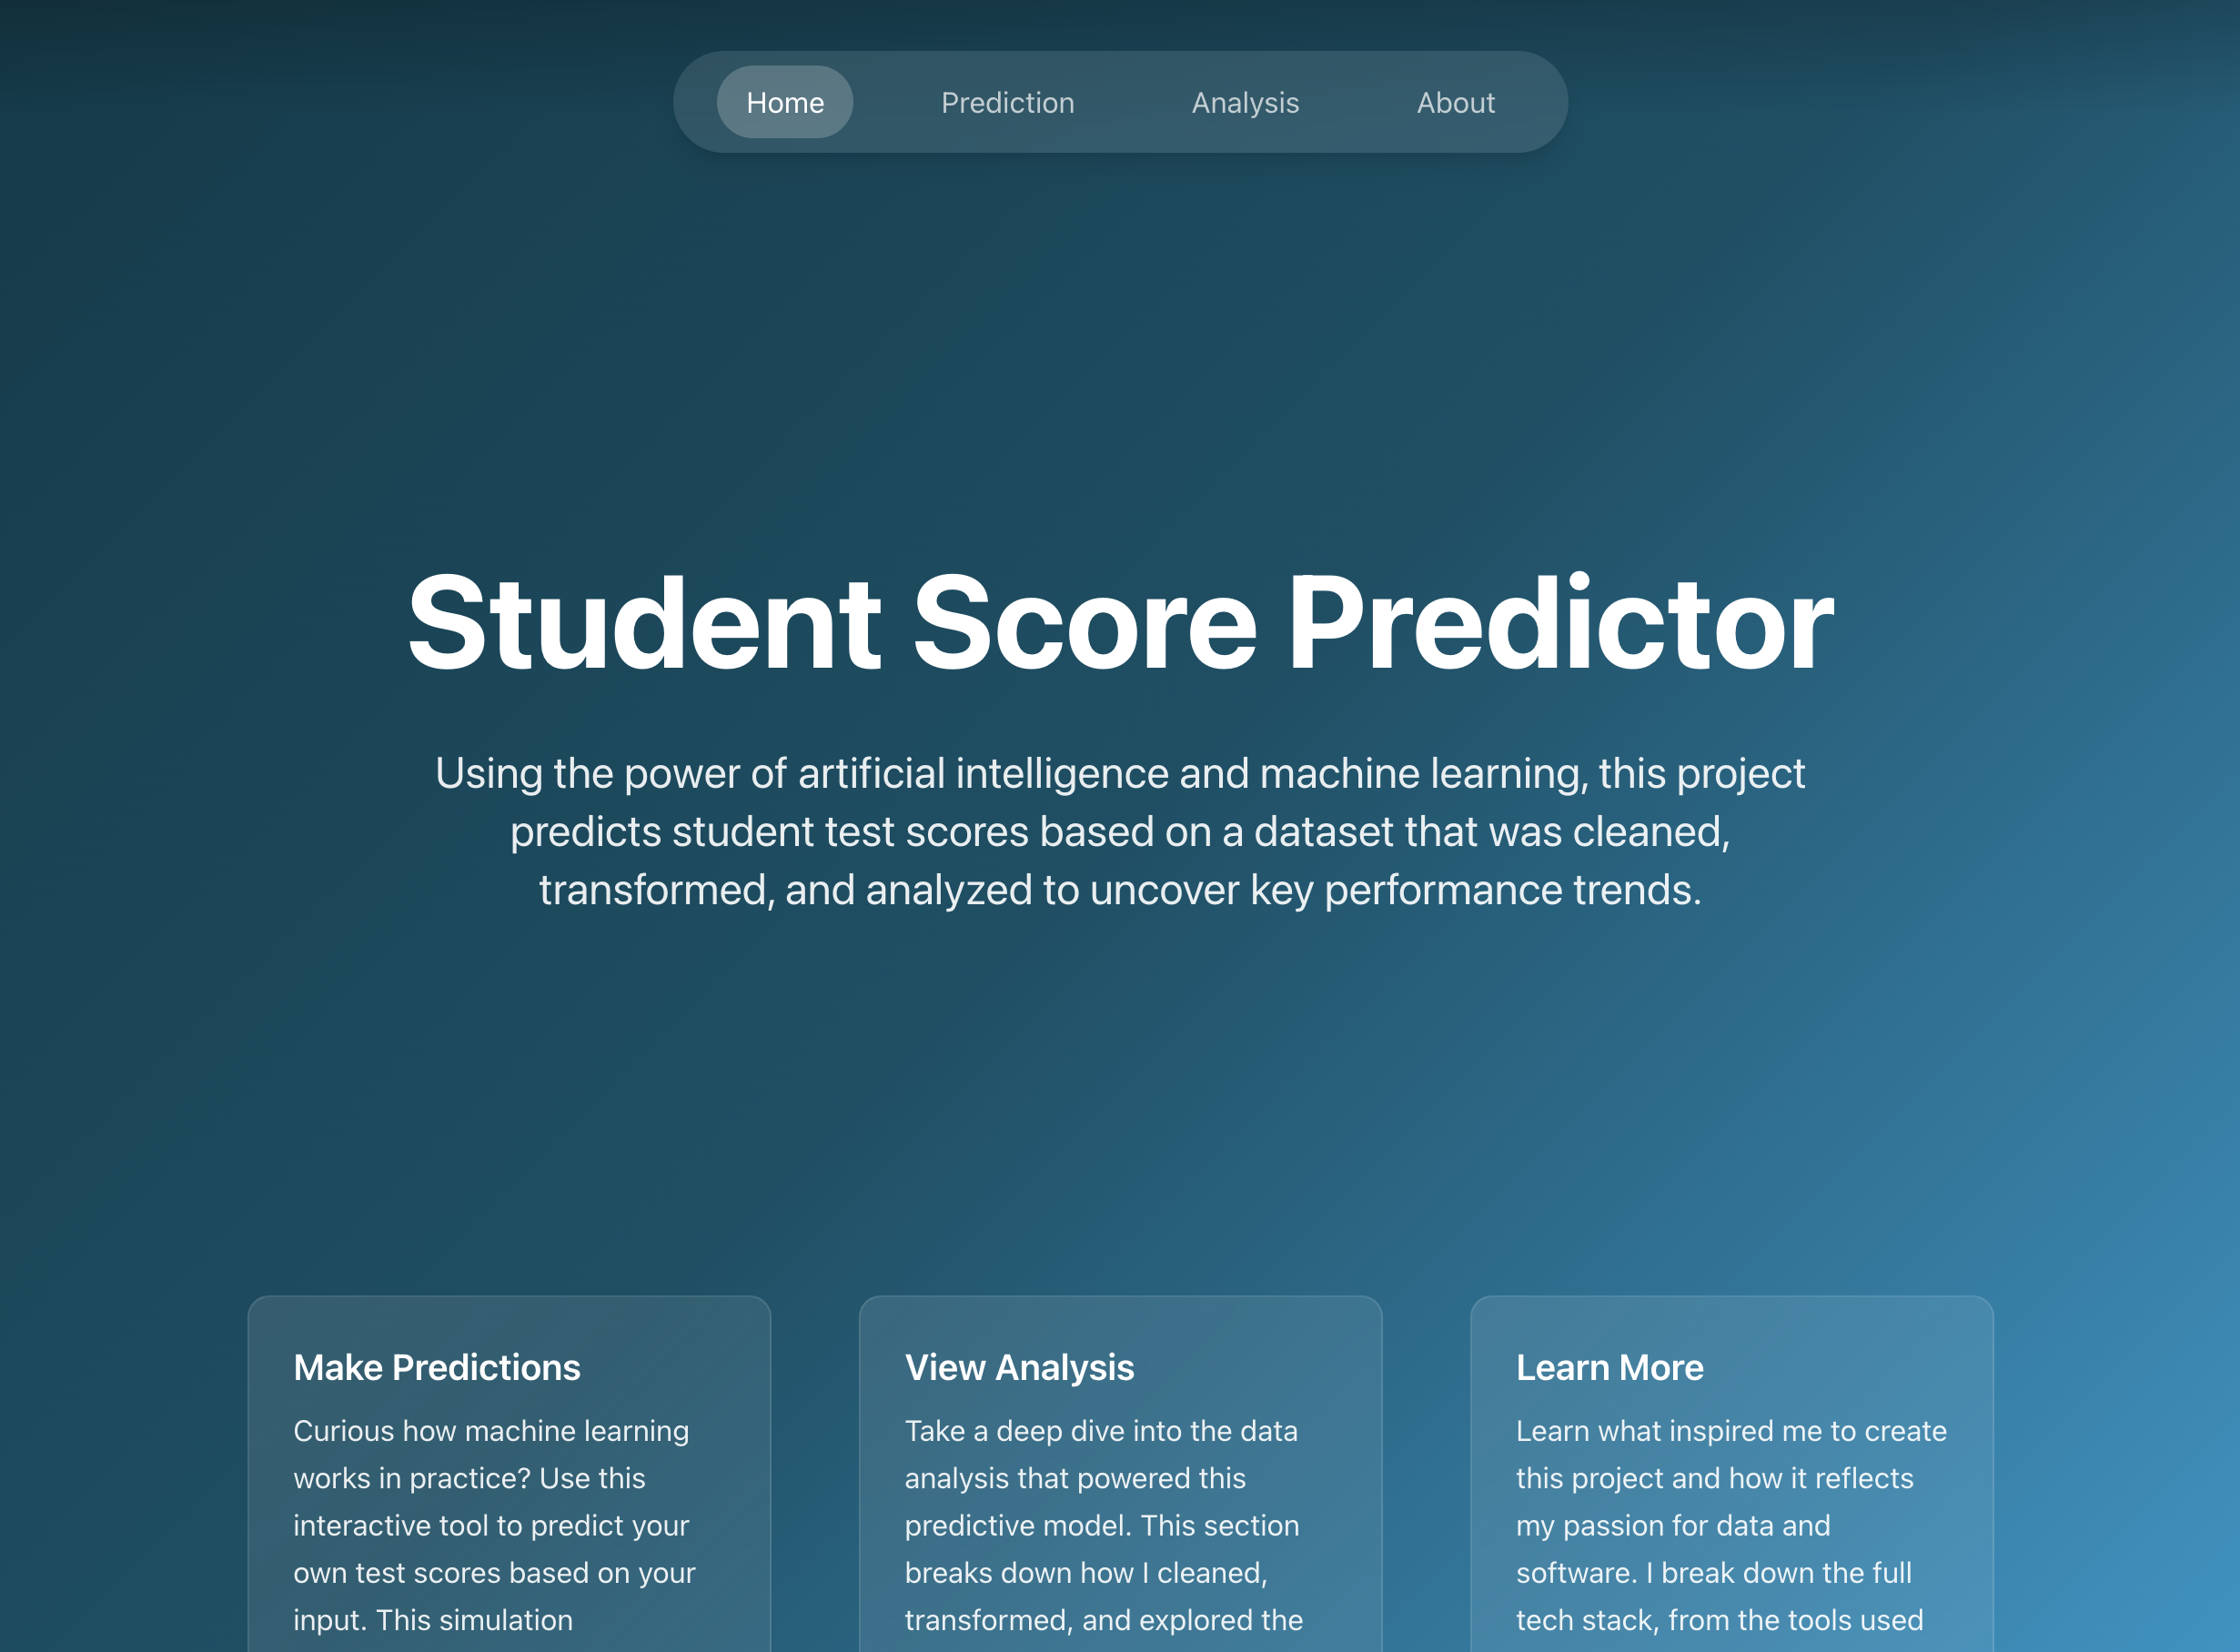 Home
Prediction
Analysis
About
Student Score Predictor
Using the power of artificial intelligence and machine learning, this project
predicts student test scores based on a dataset that was cleaned,
transformed, and analyzed to uncover key performance trends.
Make Predictions
Curious how machine learning
works in practice? Use this
interactive tool to predict your
own test scores based on your
input. This simulation
View Analysis
Take a deep dive into the data
analysis that powered this
predictive model. This section
breaks down how I cleaned,
transformed, and explored the
Learn More
Learn what inspired me to create
this project and how it reflects
my passion for data and
software. I break down the full
tech stack, from the tools used